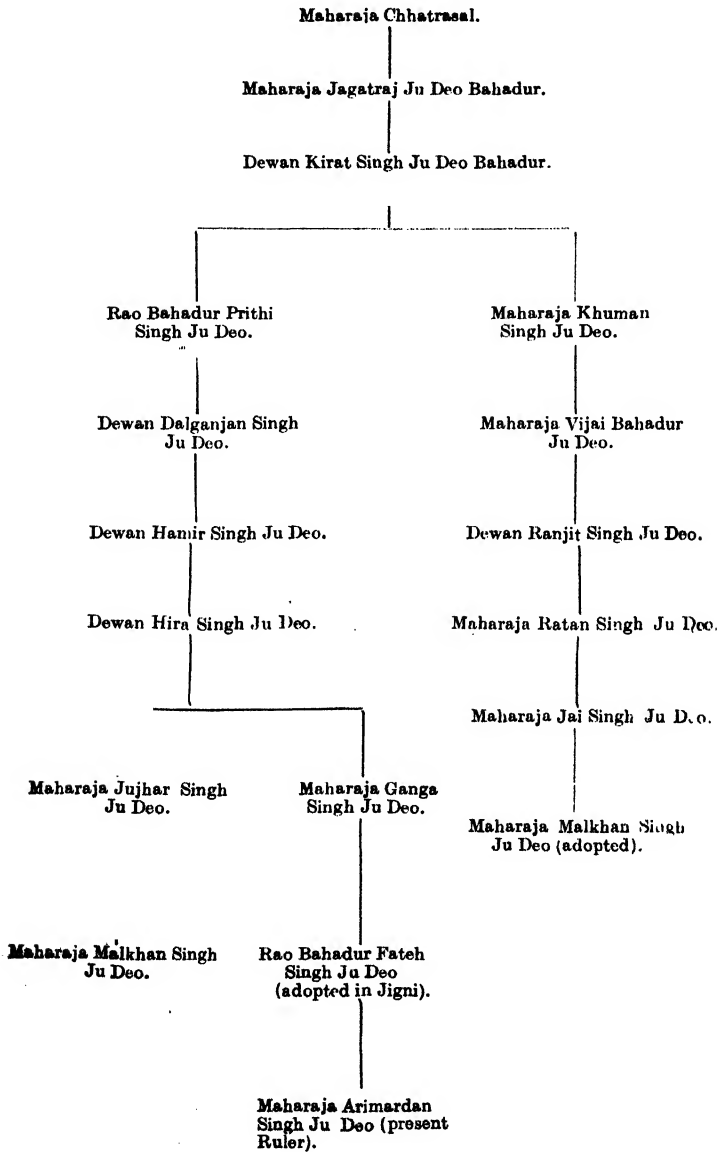 Maharaja Chhatrasal.
Maharaja Jagatraj Ju Deo Bahadur.
Dewan Kirat Singh Ju Deo Bahadur.
Rao Bahadur Prithi
Singh Ju Deo.
Maharaja Khuman
Singh Ju Deo.
Dewan Dalganjan Singh
Ju Deo.
Maharaja Vijai Bahadur
Ju Deo.
Dewan Hamir Singh Ju Deo.
Dewan Ranjit Singh Ju Deo.
Dewan Hira Singh Ju Deo.
Maharaja Ratan Singh Ju Deo.
Maharaja Jai Singh Ju Deo.
Maharaja Jujhar Singh
Ju Deo.
Maharaja Ganga
Singh Ju Deo.
Maharaja Malkhan Singh
Ju Deo (adopted).
Maharaja Malkhan Singh
Ju Deo.
Rao Bahadur Fateh
Singh Ju Deo
(adopted in Jigni).
Maharaja Arimardan
Singh Ju Deo (present
Ruler).